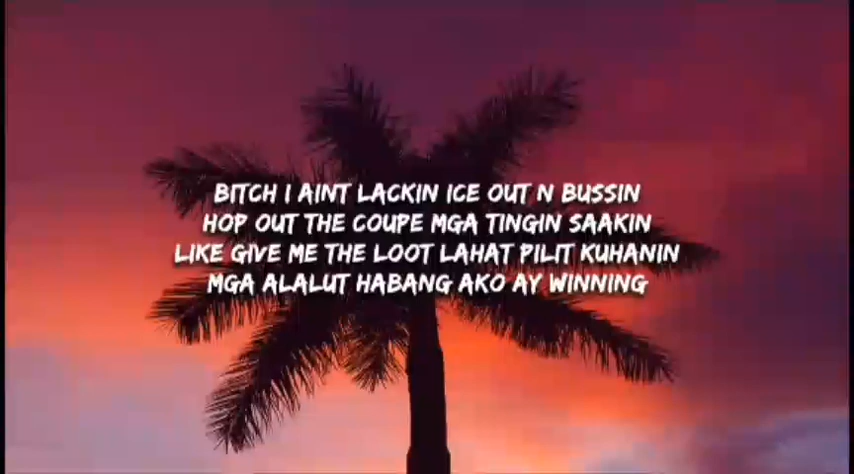 BITCH I AINT LACKIN ICE OUT N BUSSIN
HOP OUT THE COUPE MGA TINGIN SAAKIN
LIKE GIVE ME THE LOOT LAHAT PILIT KUHANIN
MGA ALALUT HABANG AKO AY WINNING